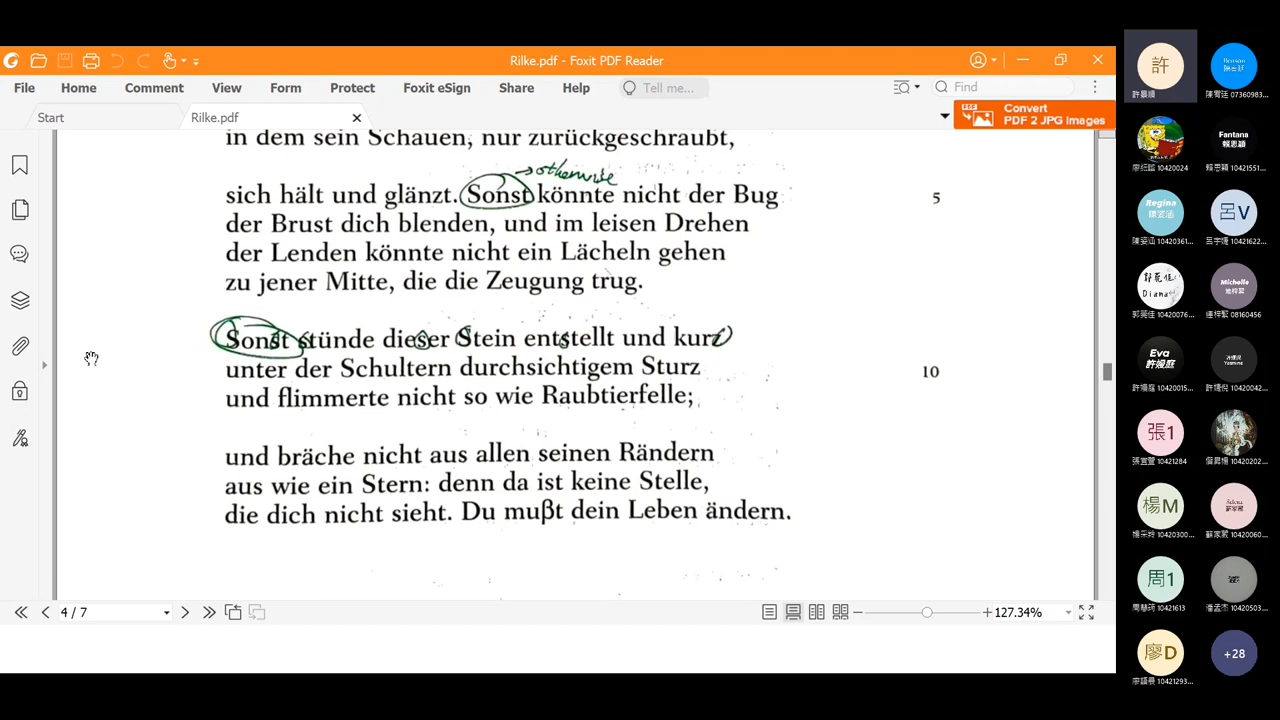 Rilke.pdf - Foxit PDF Reader
File Home Comment View Form Protect Foxit eSign Share Help Tell me... Find
Start Rilke.pdf
Convert
PDF 2 JPG Images
in dem sein Schauen, nur zurückgeschraubt,
otherwise
sich hält und glänzt. Sonst könnte nicht der Bug 5
der Brust dich blenden, und im leisen Drehen
der Lenden könnte nicht ein Lächeln gehen
zu jener Mitte, die die Zeugung trug.
Sonst stünde dieser Stein entstellt und kurz
unter der Schultern durchsichtigem Sturz 10
und flimmerte nicht so wie Raubtierfelle;
und bräche nicht aus allen seinen Rändern
aus wie ein Stern: denn da ist keine Stelle,
die dich nicht sieht. Du mußt dein Leben ändern.
4 / 7 127.34%
許
Fantana
Regina
呂V
Diana
Michelle
Eva
張1
楊M
Selena
周1
廖D
+28